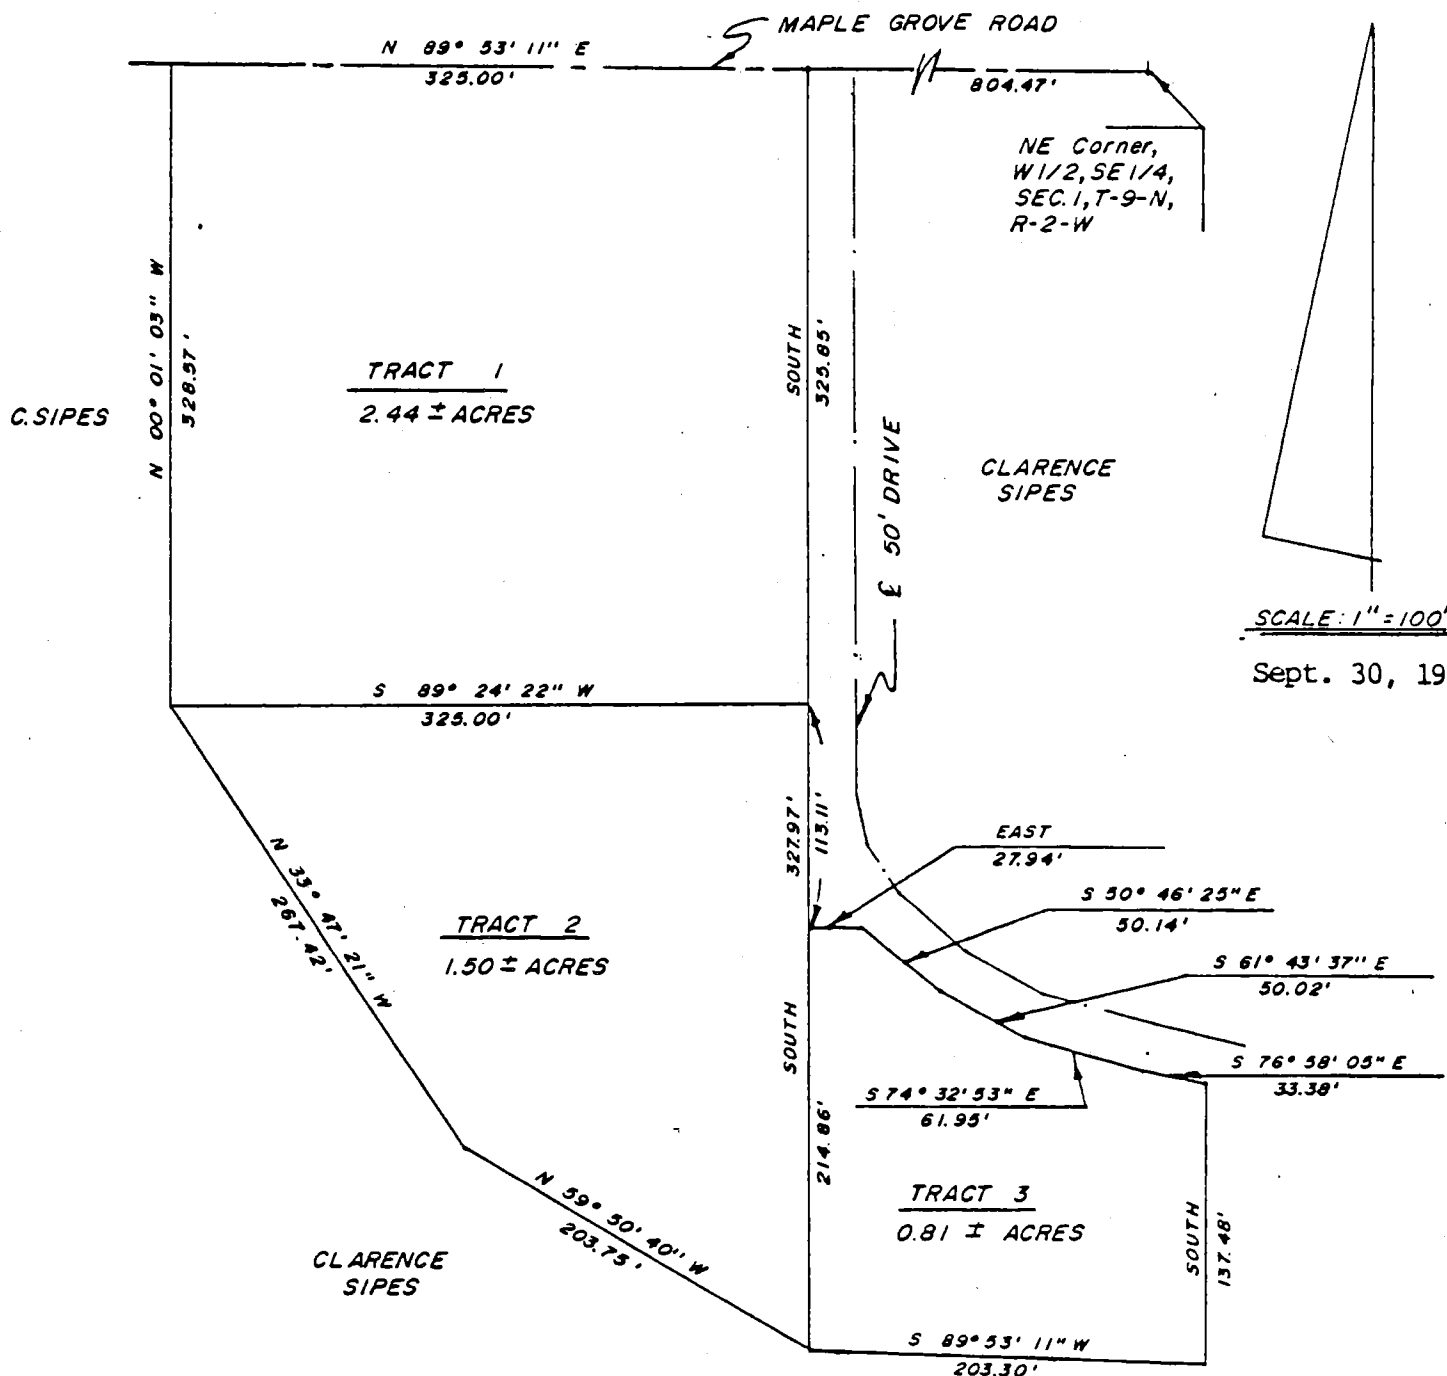 MAPLE GROVE ROAD
N 89° 53' 11" E
325.00'
804.47'
NE Corner,
W 1/2, SE 1/4,
SEC. 1, T-9-N,
R-2-W
N 00° 01' 03" W
328.57'
SOUTH
325.85'
TRACT 1
2.44 ± ACRES
C. SIPES
℄ 50' DRIVE
CLARENCE
SIPES
SCALE: 1" = 100'
Sept. 30, 19
S 89° 24' 22" W
325.00'
327.97'
113.11'
EAST
27.94'
S 50° 46' 25" E
50.14'
N 33° 47' 21" W
267.42'
TRACT 2
1.50 ± ACRES
S 61° 43' 37" E
50.02'
SOUTH
S 76° 58' 05" E
33.38'
S 74° 32' 53" E
61.95'
214.86'
N 59° 50' 40" W
203.75'
TRACT 3
0.81 ± ACRES
SOUTH
137.48'
CLARENCE
SIPES
S 89° 53' 11" W
203.30'